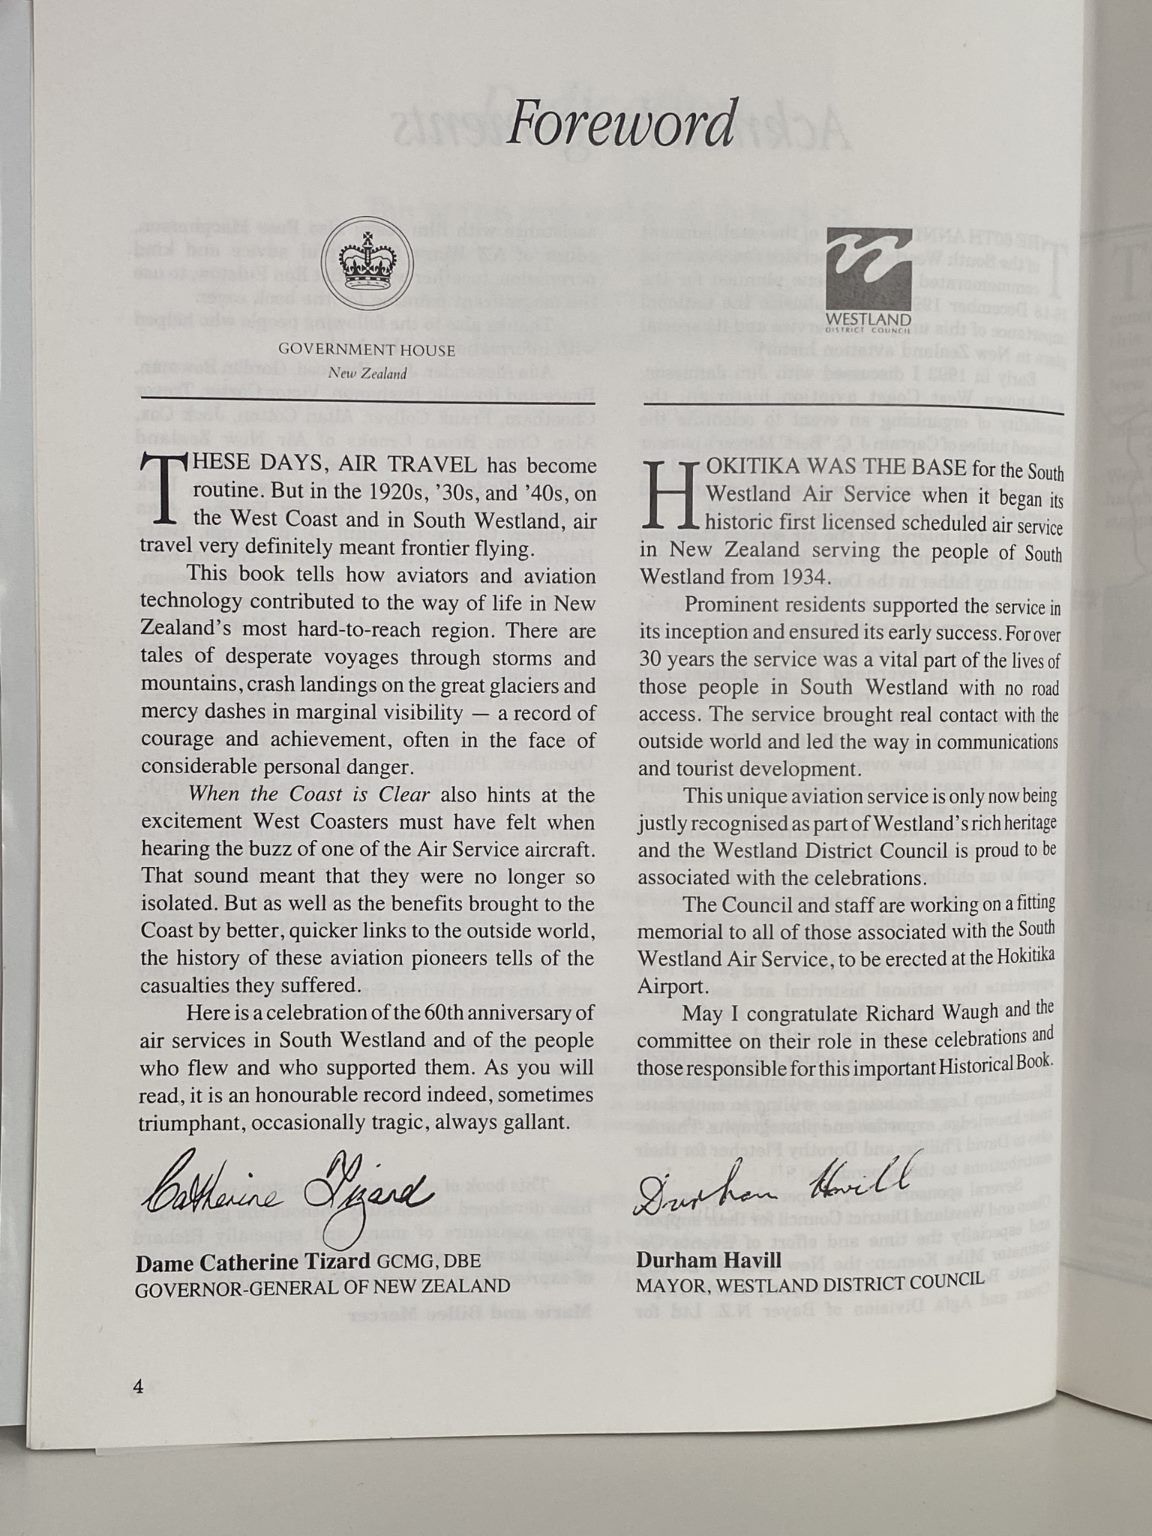 Foreword
GOVERNMENT HOUSE
New Zealand
THESE DAYS, AIR TRAVEL has become
routine. But in the 1920s, ’30s, and ’40s, on
the West Coast and in South Westland, air
travel very definitely meant frontier flying.
This book tells how aviators and aviation
technology contributed to the way of life in New
Zealand’s most hard-to-reach region. There are
tales of desperate voyages through storms and
mountains, crash landings on the great glaciers and
mercy dashes in marginal visibility — a record of
courage and achievement, often in the face of
considerable personal danger.
When the Coast is Clear also hints at the
excitement West Coasters must have felt when
hearing the buzz of one of the Air Service aircraft.
That sound meant that they were no longer so
isolated. But as well as the benefits brought to the
Coast by better, quicker links to the outside world,
the history of these aviation pioneers tells of the
casualties they suffered.
Here is a celebration of the 60th anniversary of
air services in South Westland and of the people
who flew and who supported them. As you will
read, it is an honourable record indeed, sometimes
triumphant, occasionally tragic, always gallant.
Catherine Tizard
Dame Catherine Tizard GCMG, DBE
GOVERNOR-GENERAL OF NEW ZEALAND
WESTLAND
DISTRICT COUNCIL
HOKITIKA WAS THE BASE for the South
Westland Air Service when it began its
historic first licensed scheduled air service
in New Zealand serving the people of South
Westland from 1934.
Prominent residents supported the service in
its inception and ensured its early success. For over
30 years the service was a vital part of the lives of
those people in South Westland with no road
access. The service brought real contact with the
outside world and led the way in communications
and tourist development.
This unique aviation service is only now being
justly recognised as part of Westland’s rich heritage
and the Westland District Council is proud to be
associated with the celebrations.
The Council and staff are working on a fitting
memorial to all of those associated with the South
Westland Air Service, to be erected at the Hokitika
Airport.
May I congratulate Richard Waugh and the
committee on their role in these celebrations and
those responsible for this important Historical Book.
Durham Havill
Durham Havill
MAYOR, WESTLAND DISTRICT COUNCIL
4